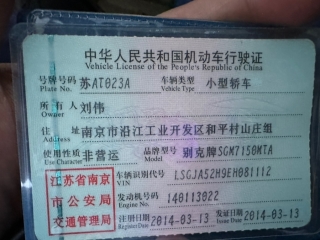 中华人民共和国机动车行驶证
Vehicle License of the People's Republic of China
号牌号码 苏AT023A 车辆类型 小型轿车
Plate No. Vehicle Type
所有人 刘伟
Owner
住址 南京市沿江工业开发区和平村山庄组
Address
使用性质 非营运 品牌型号 别克牌SGM7150MTA
Use Character Model
江苏省南京
市公安局
交通管理局
车辆识别代号 LSGJA52H9EH081112
VIN
发动机号码 140113022
Engine No.
注册日期 2014-03-13 发证日期 2014-03-13
Register Date Issue Date